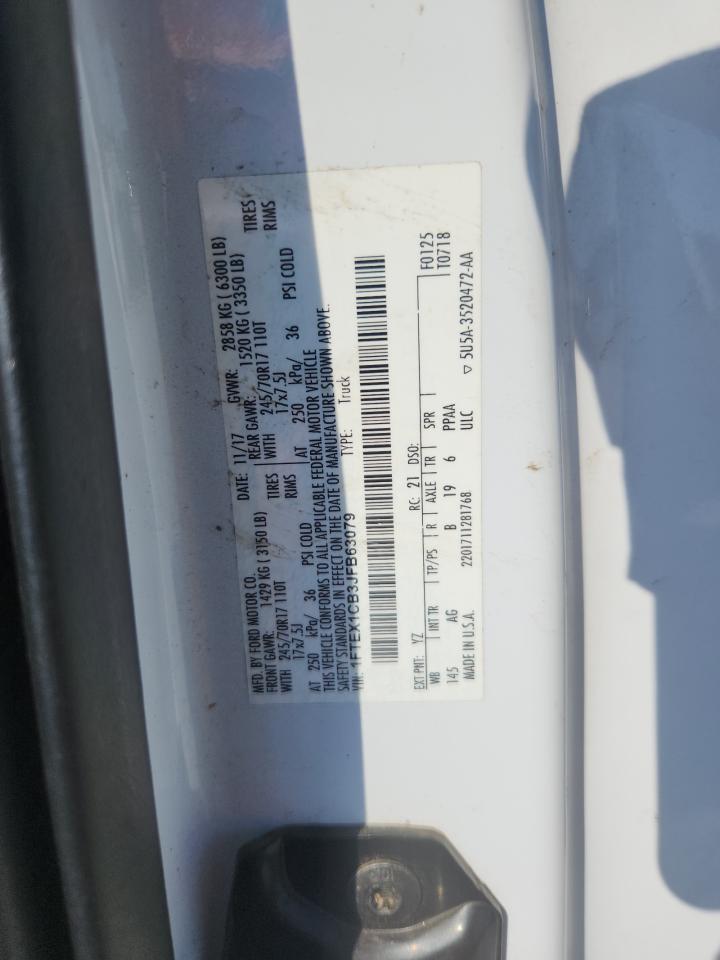 MFD. BY FORD MOTOR CO.
DATE: 11/17 GVWR: 2858 KG ( 6300 LB)
FRONT GAWR: 1429 KG ( 3150 LB) REAR GAWR: 1520 KG ( 3350 LB)
WITH 245/70R17 110T TIRES WITH 245/70R17 110T TIRES
17x7.5J RIMS 17x7.5J RIMS
AT 250 kPa/ 36 PSI COLD AT 250 kPa/ 36 PSI COLD
THIS VEHICLE CONFORMS TO ALL APPLICABLE FEDERAL MOTOR VEHICLE
SAFETY STANDARDS IN EFFECT ON THE DATE OF MANUFACTURE SHOWN ABOVE.
VIN: 1FTEX1CB3JFB63079 TYPE: Truck
F0125
EXT PNT: YZ RC: 21 DSO: T0718
WB INT TR TP/PS R AXLE TR SPR
145 AG B 19 6 PPAA
MADE IN U.S.A. 2201711281768 ULC ▽ 5U5A-3520472-AA